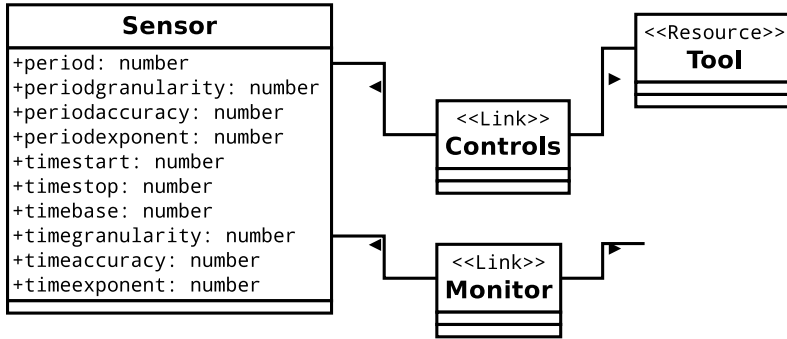 Sensor
+period: number
+periodgranularity: number
+periodaccuracy: number
+periodexponent: number
+timestart: number
+timestop: number
+timebase: number
+timegranularity: number
+timeaccuracy: number
+timeexponent: number
<<Link>>
Controls
<<Resource>>
Tool
<<Link>>
Monitor